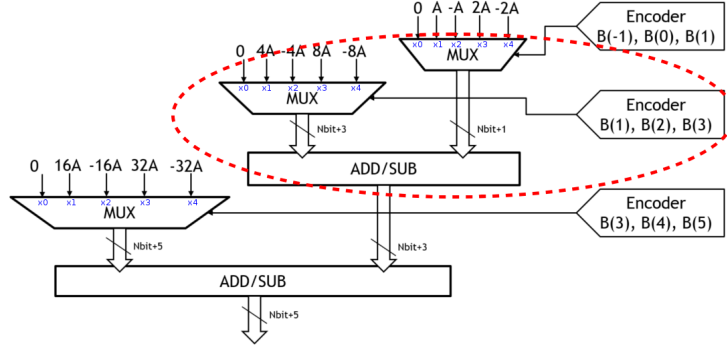 0 A -A 2A -2A
x0 x1 x2 x3 x4
MUX
Encoder
B(-1), B(0), B(1)
0 4A -4A 8A -8A
x0 x1 x2 x3 x4
MUX
Encoder
B(1), B(2), B(3)
Nbit+3
Nbit+1
ADD/SUB
0 16A -16A 32A -32A
x0 x1 x2 x3 x4
MUX
Encoder
B(3), B(4), B(5)
Nbit+5
Nbit+3
ADD/SUB
Nbit+5